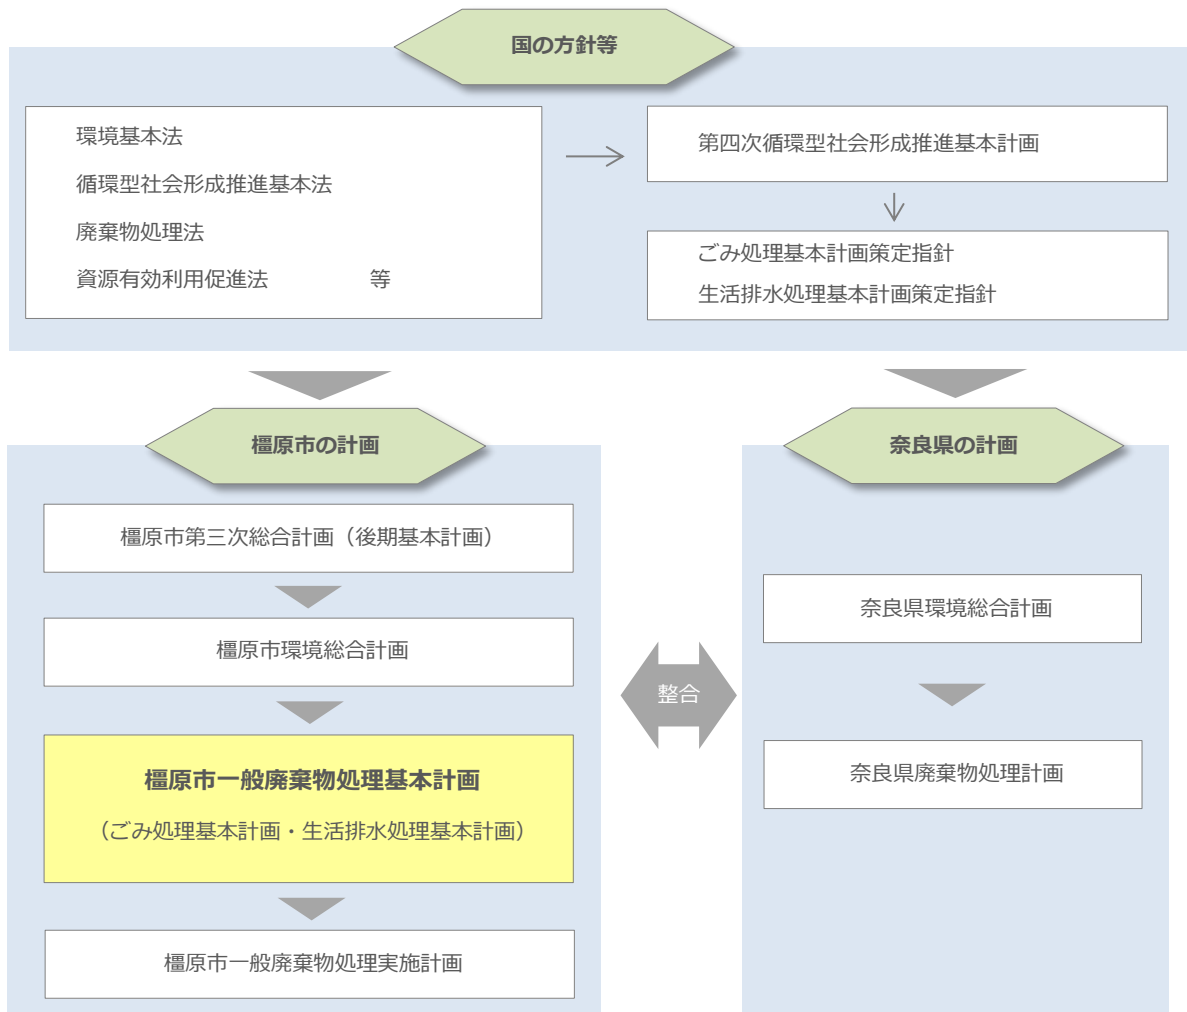 国の方針等
環境基本法
循環型社会形成推進基本法
廃棄物処理法
資源有効利用促進法 等
第四次循環型社会形成推進基本計画
ごみ処理基本計画策定指針
生活排水処理基本計画策定指針
橿原市の計画
橿原市第三次総合計画（後期基本計画）
橿原市環境総合計画
橿原市一般廃棄物処理基本計画
（ごみ処理基本計画・生活排水処理基本計画）
橿原市一般廃棄物処理実施計画
整合
奈良県の計画
奈良県環境総合計画
奈良県廃棄物処理計画